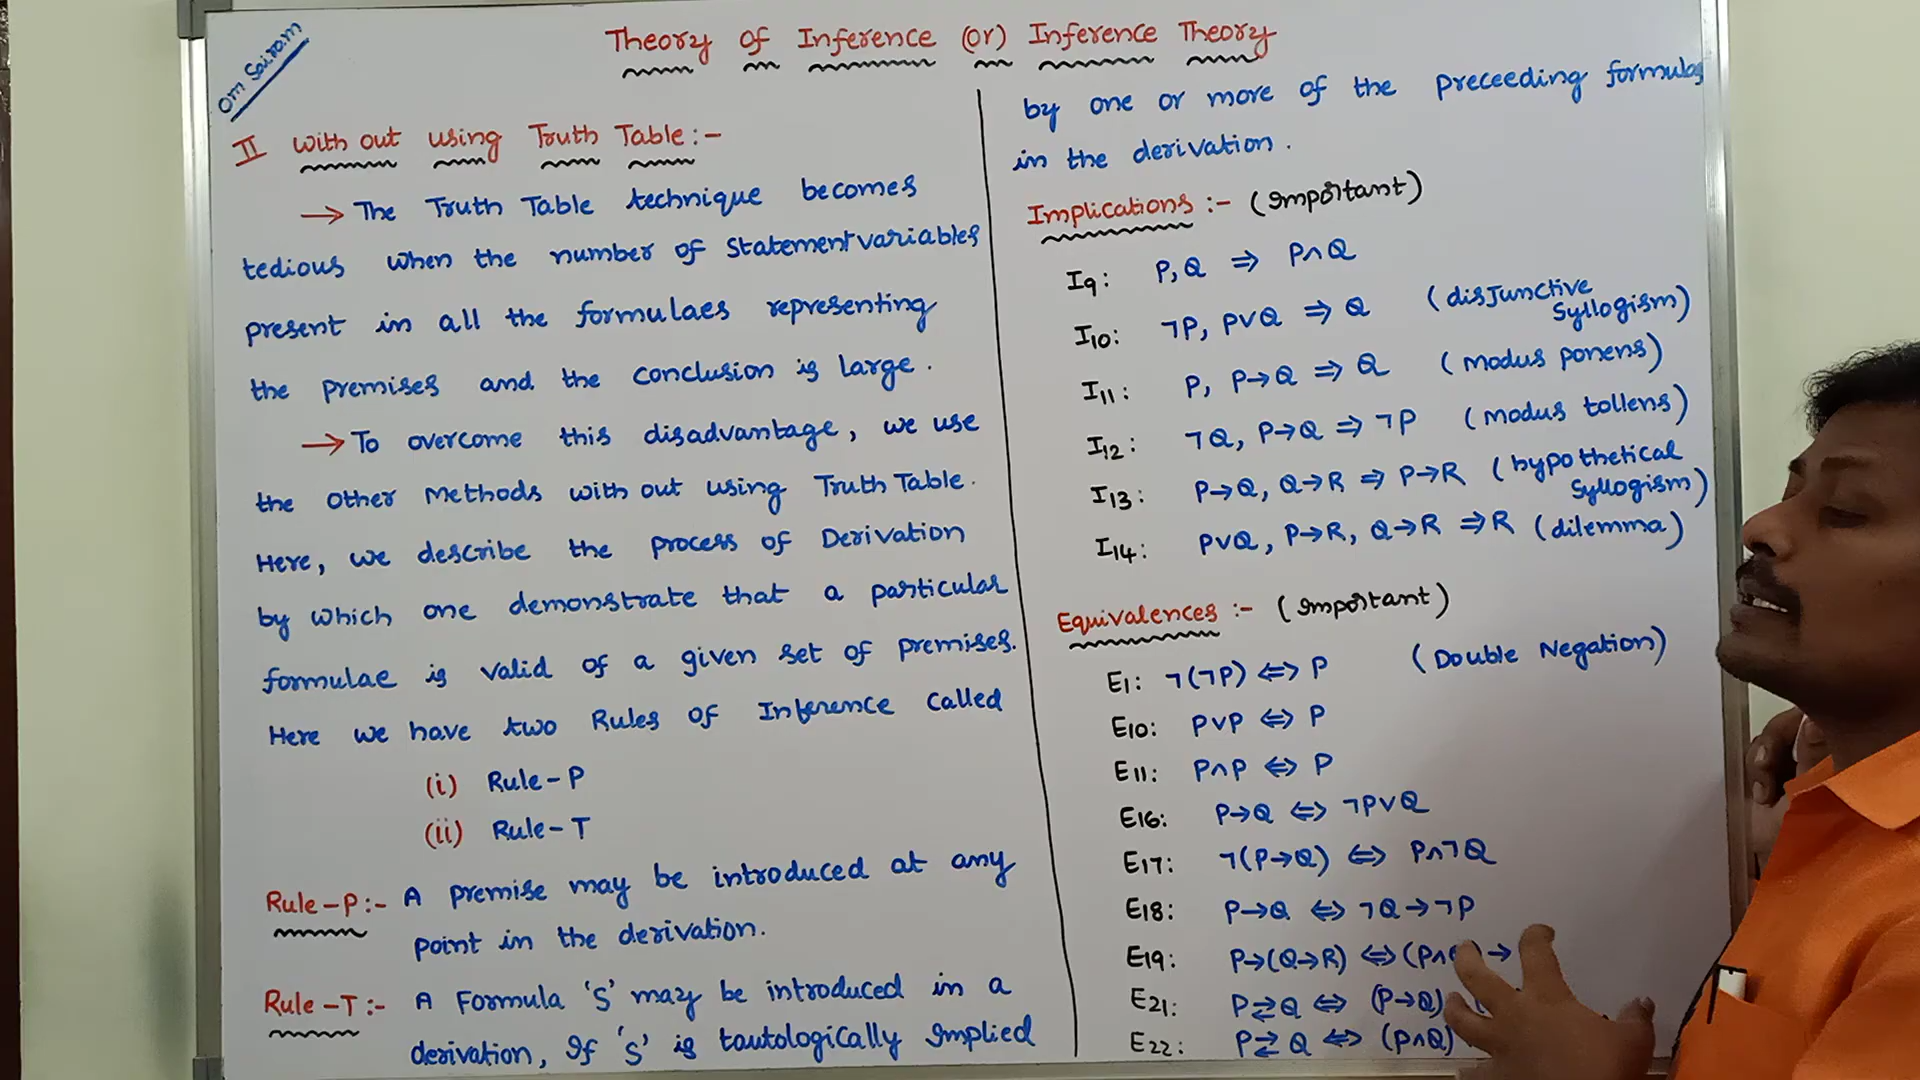 Om Sairam
Theory of Inference (or) Inference Theory
II With out using Truth Table:-
→ The Truth Table technique becomes
tedious when the number of Statement variables
present in all the formulaes representing
the premises and the conclusion is large.
→ To overcome this disadvantage, we use
the other Methods with out using Truth Table.
Here, we describe the process of Derivation
by which one demonstrate that a particular
formulae is valid of a given set of premises.
Here we have two Rules of Inference called
(i) Rule-P
(ii) Rule-T
Rule-P:- A premise may be introduced at any
point in the derivation.
Rule-T:- A Formula 'S' may be introduced in a
derivation, If 'S' is tautologically Implied
by one or more of the preceeding formulas
in the derivation.
Implications :- (Important)
I9: P, Q ⇒ P∧Q
I10: ¬P, P∨Q ⇒ Q (disjunctive Syllogism)
I11: P, P→Q ⇒ Q (modus ponens)
I12: ¬Q, P→Q ⇒ ¬P (modus tollens)
I13: P→Q, Q→R ⇒ P→R (hypothetical Syllogism)
I14: P∨Q, P→R, Q→R ⇒ R (dilemma)
Equivalences :- (Important)
E1: ¬(¬P) ⇔ P (Double Negation)
E10: P∨P ⇔ P
E11: P∧P ⇔ P
E16: P→Q ⇔ ¬P∨Q
E17: ¬(P→Q) ⇔ P∧¬Q
E18: P→Q ⇔ ¬Q→¬P
E19: P→(Q→R) ⇔ (P∧ →
E21: P⇄Q ⇔ (P→Q)
E22: P⇄Q ⇔ (P∧Q)